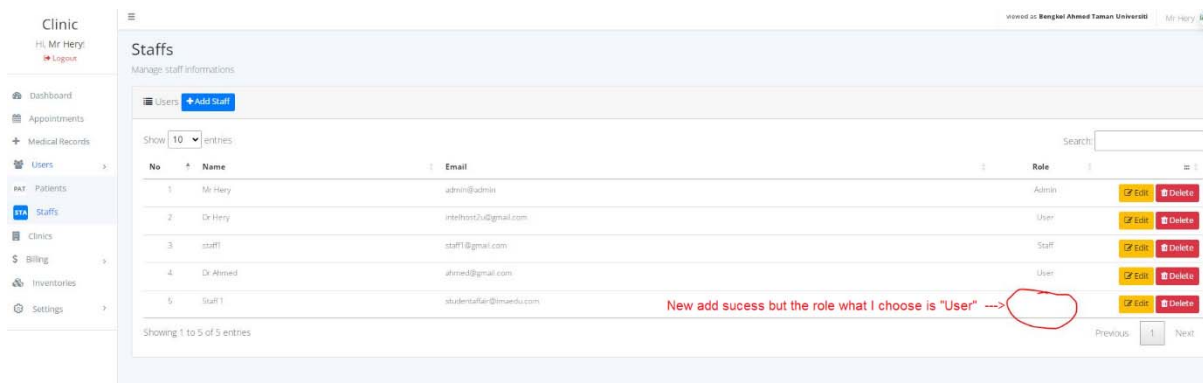 Clinic
Hi, Mr Hery!
Logout
Dashboard
Appointments
Medical Records
Users
PAT Patients
STA Staffs
Clinics
$ Billing
Inventories
Settings
viewed as Bengkel Ahmed Taman Universiti Mr Hery
Staffs
Manage staff informations
Users + Add Staff
Show 10 entries
Search:
No Name Email Role
1 Mr Hery admin@admin Admin Edit Delete
2 Dr Hery intelhost2u@gmail.com User Edit Delete
3 staff1 staff1@gmail.com Staff Edit Delete
4 Dr Ahmed ahmed@gmail.com User Edit Delete
5 Staff 1 studentaffair@imaedu.com Edit Delete
New add sucess but the role what I choose is "User" --->
Showing 1 to 5 of 5 entries
Previous 1 Next